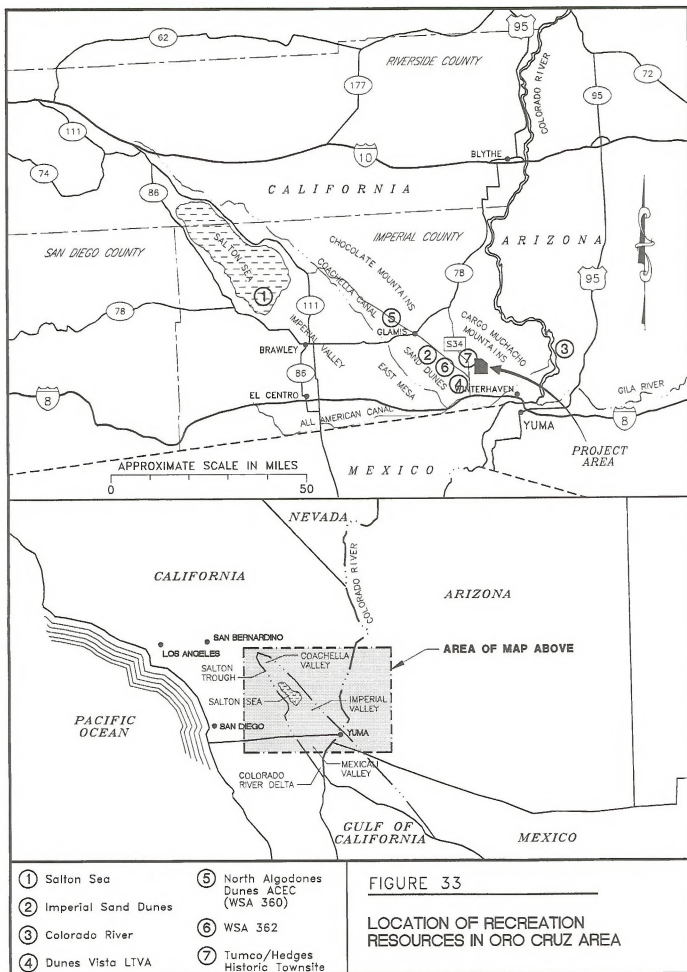 95
62
RIVERSIDE COUNTY
177
COLORADO RIVER
95
72
111
10
BLYTHE
74
86
CALIFORNIA
SALTON SEA
SAN DIEGO COUNTY
IMPERIAL COUNTY
ARIZONA
CHOCOLATE MOUNTAINS
COACHELLA CANAL
78
95
1
111
5
GLAMIS
CARGO MUCHACHO MOUNTAINS
78
IMPERIAL VALLEY
S34
3
BRAWLEY
SAND DUNES
2
6
7
4
86
EAST MESA
WINTERHAVEN
GILA RIVER
8
EL CENTRO
ALL AMERICAN CANAL
8
YUMA
PROJECT AREA
APPROXIMATE SCALE IN MILES
0
50
MEXICO
NEVADA
CALIFORNIA
COLORADO RIVER
ARIZONA
SAN BERNARDINO
LOS ANGELES
AREA OF MAP ABOVE
COACHELLA VALLEY
SALTON TROUGH
SALTON SEA
IMPERIAL VALLEY
PACIFIC OCEAN
SAN DIEGO
YUMA
MEXICALI VALLEY
COLORADO RIVER DELTA
GULF OF CALIFORNIA
MEXICO
1 Salton Sea
2 Imperial Sand Dunes
3 Colorado River
4 Dunes Vista LTVA
5 North Algodones
Dunes ACEC
(WSA 360)
6 WSA 362
7 Tumco/Hedges
Historic Townsite
FIGURE 33
LOCATION OF RECREATION
RESOURCES IN ORO CRUZ AREA